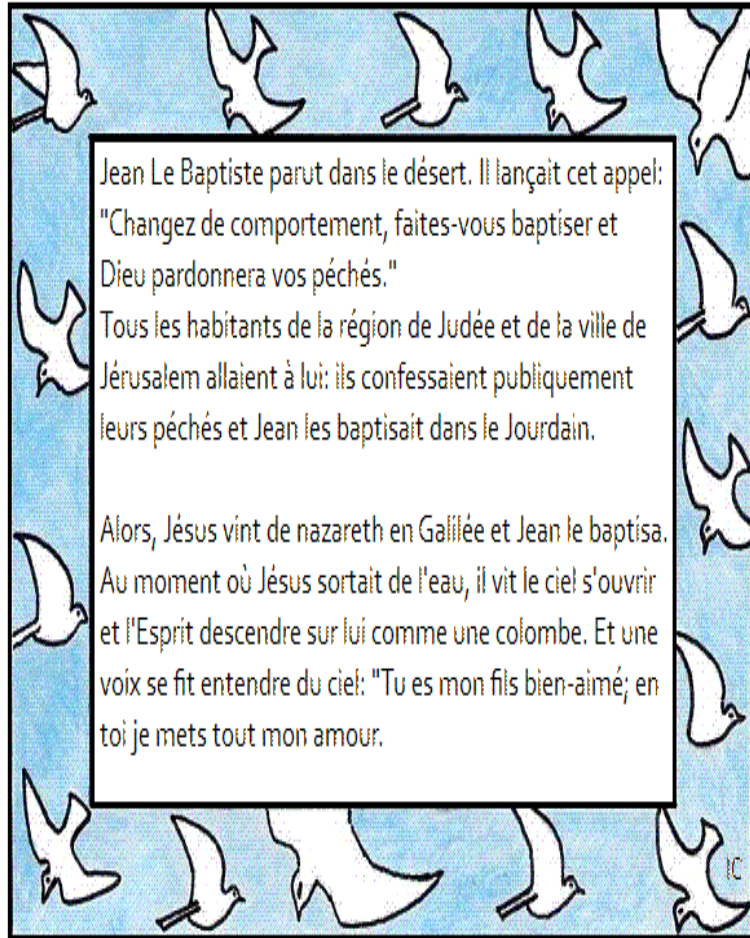 Jean Le Baptiste parut dans le désert. Il lançait cet appel:
"Changez de comportement, faites-vous baptiser et
Dieu pardonnera vos péchés."
Tous les habitants de la région de Judée et de la ville de
Jérusalem allaient à lui: ils confessaient publiquement
leurs péchés et Jean les baptisait dans le Jourdain.
Alors, Jésus vint de nazareth en Galilée et Jean le baptisa.
Au moment où Jésus sortait de l'eau, il vit le ciel s'ouvrir
et l'Esprit descendre sur lui comme une colombe. Et une
voix se fit entendre du ciel: "Tu es mon fils bien-aimé; en
toi je mets tout mon amour.
IC